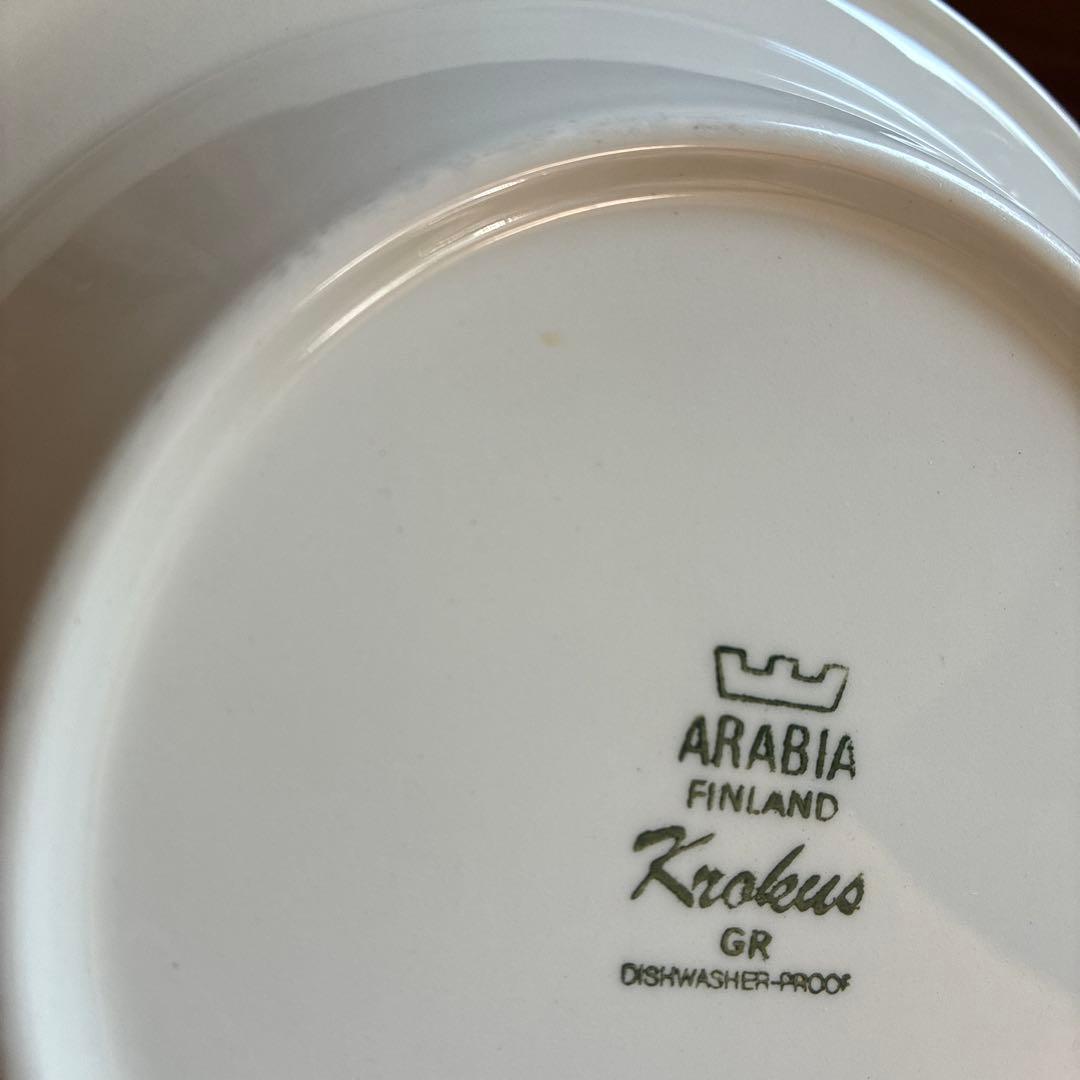 ARABIA
FINLAND
Krokus
GR
DISHWASHER-PROOF